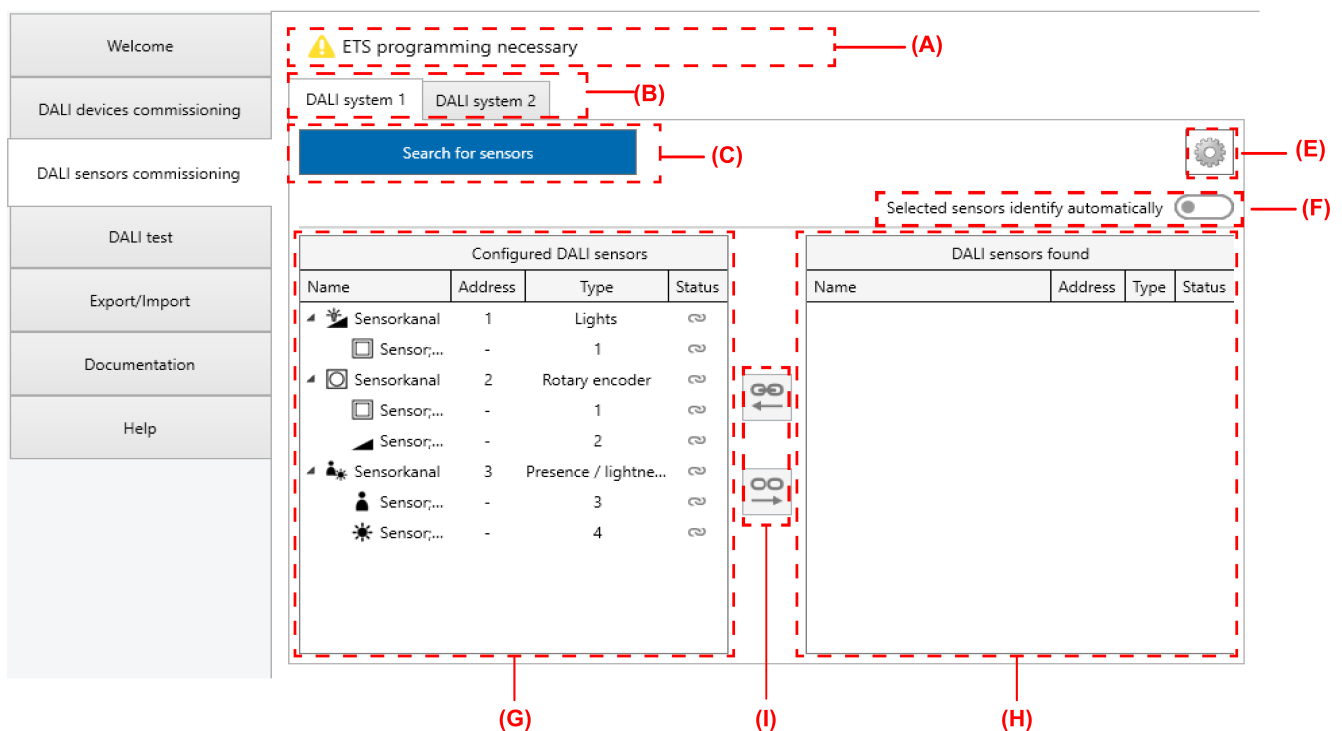 Welcome
DALI devices commissioning
DALI sensors commissioning
DALI test
Export/Import
Documentation
Help
ETS programming necessary
(A)
DALI system 1
DALI system 2
(B)
Search for sensors
(C)
(E)
Selected sensors identify automatically
(F)
Configured DALI sensors
Name Address Type Status
Sensorkanal 1 Lights
Sensor;... - 1
Sensorkanal 2 Rotary encoder
Sensor;... - 1
Sensor;... - 2
Sensorkanal 3 Presence / lightne...
Sensor;... - 3
Sensor;... - 4
DALI sensors found
Name Address Type Status
(G)
(I)
(H)